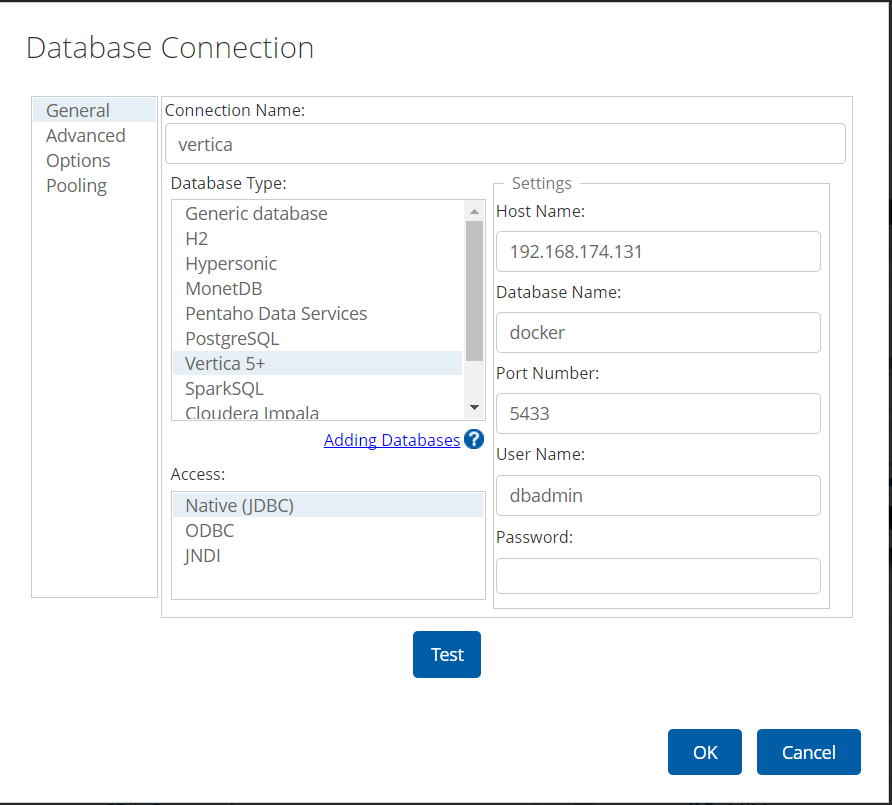 Database Connection
General
Advanced
Options
Pooling
Connection Name:
vertica
Database Type:
Generic database
H2
Hypersonic
MonetDB
Pentaho Data Services
PostgreSQL
Vertica 5+
SparkSQL
Cloudera Impala
Adding Databases ?
Access:
Native (JDBC)
ODBC
JNDI
Settings
Host Name:
192.168.174.131
Database Name:
docker
Port Number:
5433
User Name:
dbadmin
Password:
Test
OK
Cancel